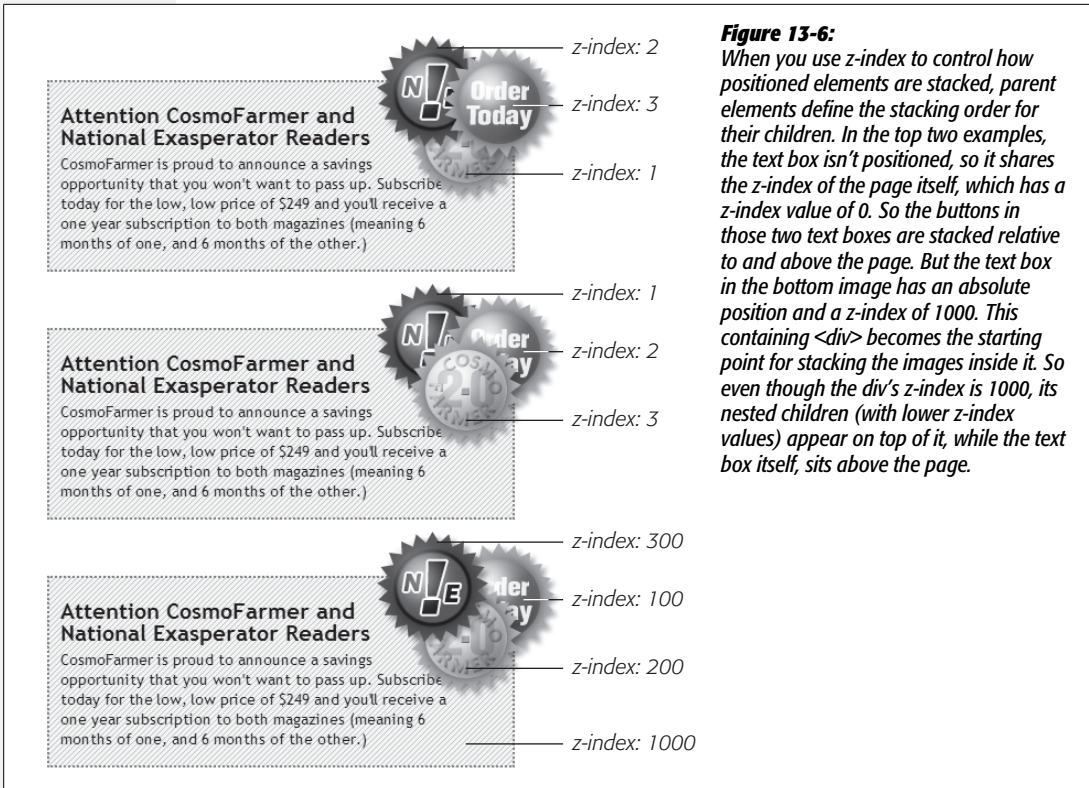 N!E
Order
Today
z-index: 2
z-index: 3
z-index: 1
Attention CosmoFarmer and
National Exasperator Readers
CosmoFarmer is proud to announce a savings
opportunity that you won't want to pass up. Subscribe
today for the low, low price of $249 and you'll receive a
one year subscription to both magazines (meaning 6
months of one, and 6 months of the other.)
z-index: 1
z-index: 2
z-index: 3
COSMO
2.0
FARMER
Attention CosmoFarmer and
National Exasperator Readers
CosmoFarmer is proud to announce a savings
opportunity that you won't want to pass up. Subscribe
today for the low, low price of $249 and you'll receive a
one year subscription to both magazines (meaning 6
months of one, and 6 months of the other.)
N!E
z-index: 300
z-index: 100
z-index: 200
z-index: 1000
Attention CosmoFarmer and
National Exasperator Readers
CosmoFarmer is proud to announce a savings
opportunity that you won't want to pass up. Subscribe
today for the low, low price of $249 and you'll receive a
one year subscription to both magazines (meaning 6
months of one, and 6 months of the other.)
Figure 13-6:
When you use z-index to control how
positioned elements are stacked, parent
elements define the stacking order for
their children. In the top two examples,
the text box isn't positioned, so it shares
the z-index of the page itself, which has a
z-index value of 0. So the buttons in
those two text boxes are stacked relative
to and above the page. But the text box
in the bottom image has an absolute
position and a z-index of 1000. This
containing <div> becomes the starting
point for stacking the images inside it. So
even though the div's z-index is 1000, its
nested children (with lower z-index
values) appear on top of it, while the text
box itself, sits above the page.